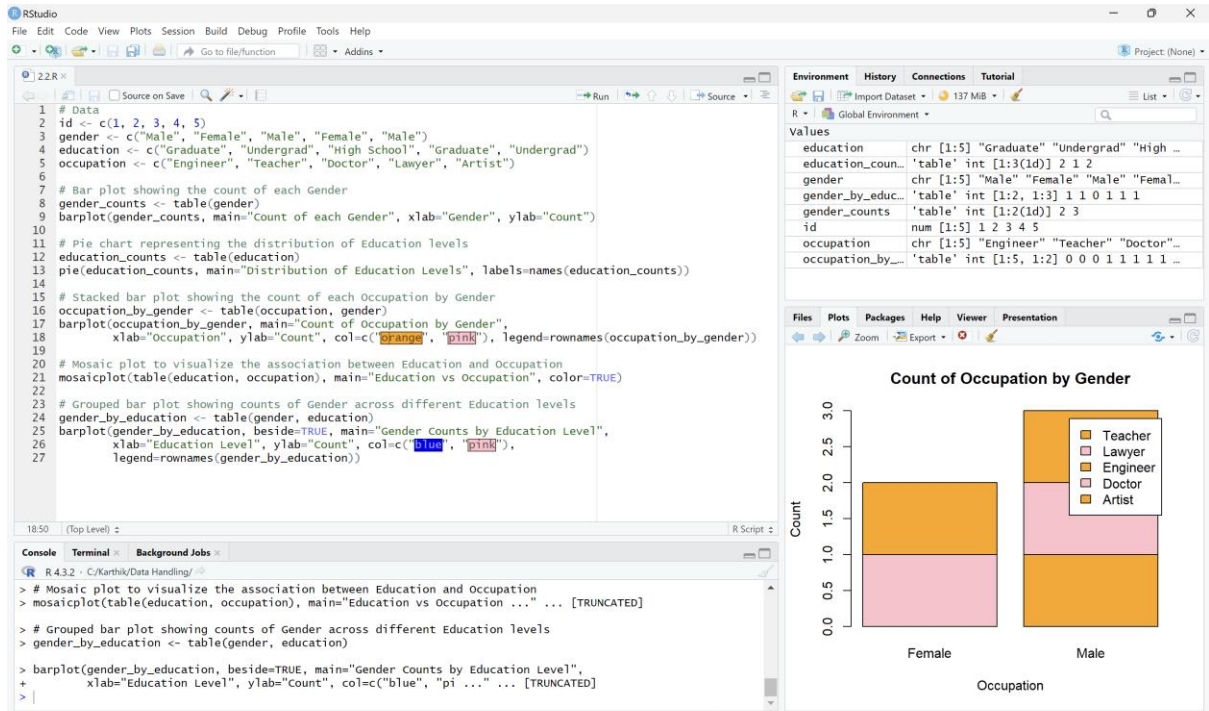 RStudio
File Edit Code View Plots Session Build Debug Profile Tools Help
Go to file/function
Addins
Project: (None)
2.2.R
Source on Save
Run
Source
1 # Data
2 id <- c(1, 2, 3, 4, 5)
3 gender <- c("Male", "Female", "Male", "Female", "Male")
4 education <- c("Graduate", "Undergrad", "High School", "Graduate", "Undergrad")
5 occupation <- c("Engineer", "Teacher", "Doctor", "Lawyer", "Artist")
6
7 # Bar plot showing the count of each Gender
8 gender_counts <- table(gender)
9 barplot(gender_counts, main="Count of each Gender", xlab="Gender", ylab="Count")
10
11 # Pie chart representing the distribution of Education levels
12 education_counts <- table(education)
13 pie(education_counts, main="Distribution of Education Levels", labels=names(education_counts))
14
15 # Stacked bar plot showing the count of each Occupation by Gender
16 occupation_by_gender <- table(occupation, gender)
17 barplot(occupation_by_gender, main="Count of Occupation by Gender",
18 xlab="Occupation", ylab="Count", col=c("orange", "pink"), legend=rownames(occupation_by_gender))
19
20 # Mosaic plot to visualize the association between Education and Occupation
21 mosaicplot(table(education, occupation), main="Education vs Occupation", color=TRUE)
22
23 # Grouped bar plot showing counts of Gender across different Education levels
24 gender_by_education <- table(gender, education)
25 barplot(gender_by_education, beside=TRUE, main="Gender Counts by Education Level",
26 xlab="Education Level", ylab="Count", col=c("blue", "pink"),
27 legend=rownames(gender_by_education))
18:50 (Top Level)
R Script
Console Terminal Background Jobs
R 4.3.2 · C:/Karthik/Data Handling/
> # Mosaic plot to visualize the association between Education and Occupation
> mosaicplot(table(education, occupation), main="Education vs Occupation ..." ... [TRUNCATED]
> # Grouped bar plot showing counts of Gender across different Education levels
> gender_by_education <- table(gender, education)
> barplot(gender_by_education, beside=TRUE, main="Gender Counts by Education Level",
+ xlab="Education Level", ylab="Count", col=c("blue", "pi ..." ... [TRUNCATED]
>
Environment History Connections Tutorial
Import Dataset 137 MiB List
R Global Environment
Values
education chr [1:5] "Graduate" "Undergrad" "High …
education_coun… 'table' int [1:3(1d)] 2 1 2
gender chr [1:5] "Male" "Female" "Male" "Femal…
gender_by_educ… 'table' int [1:2, 1:3] 1 1 0 1 1 1
gender_counts 'table' int [1:2(1d)] 2 3
id num [1:5] 1 2 3 4 5
occupation chr [1:5] "Engineer" "Teacher" "Doctor"…
occupation_by_… 'table' int [1:5, 1:2] 0 0 0 1 1 1 1 1 …
Files Plots Packages Help Viewer Presentation
Zoom Export
Count of Occupation by Gender
Count
3.0
2.5
2.0
1.5
1.0
0.5
0.0
Teacher
Lawyer
Engineer
Doctor
Artist
Female Male
Occupation